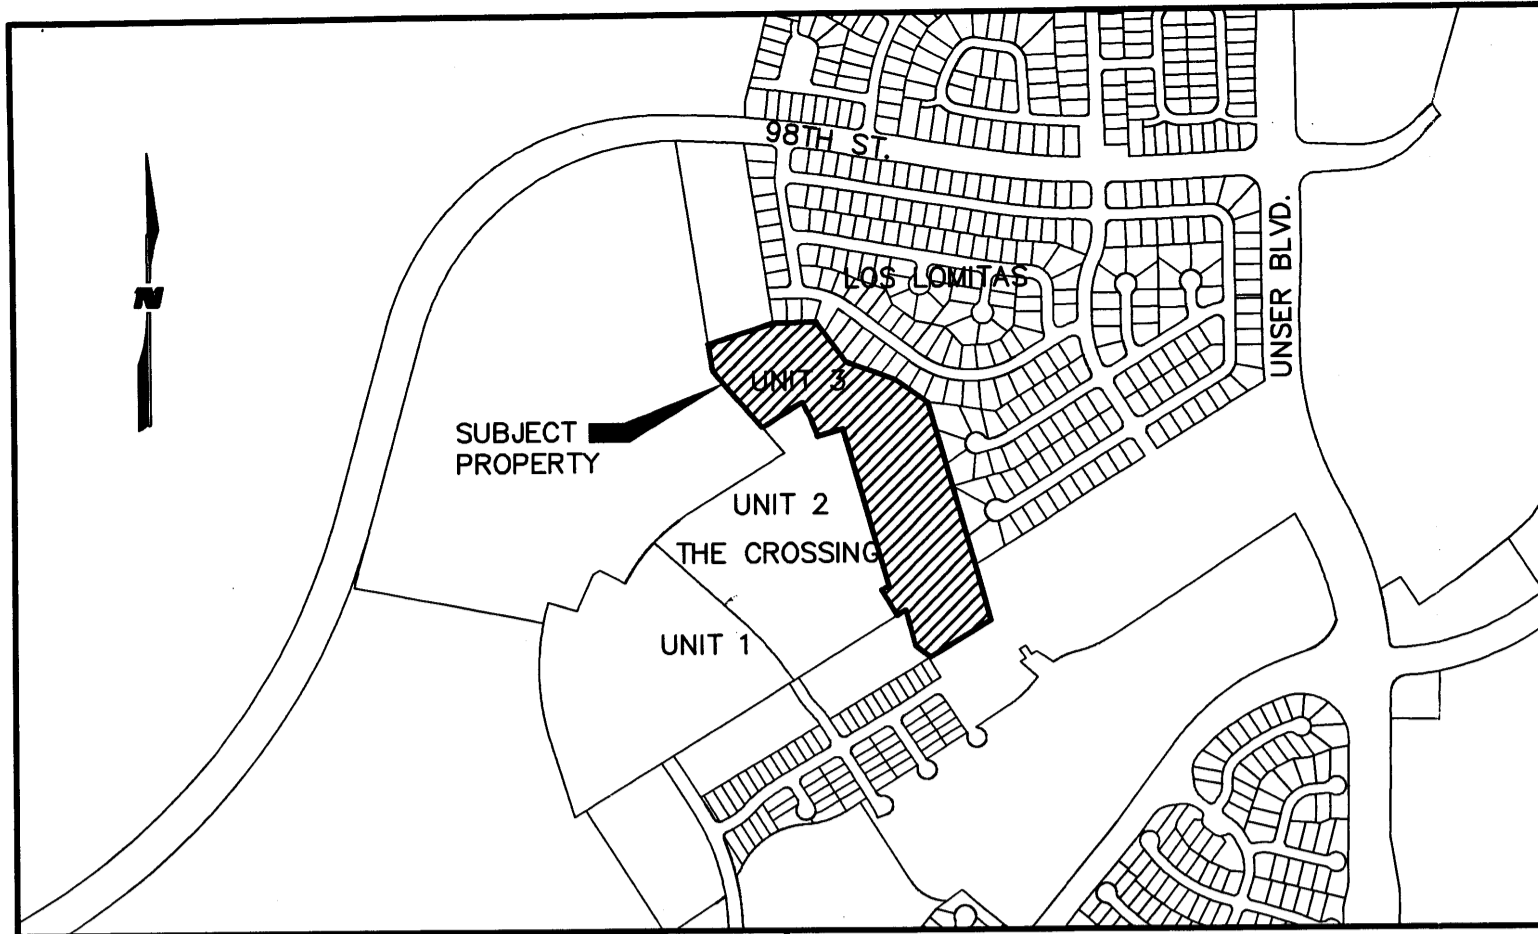 98TH ST.
N
UNSER BLVD.
LOS LOMITAS
UNIT 3
SUBJECT
PROPERTY
UNIT 2
THE CROSSING
UNIT 1